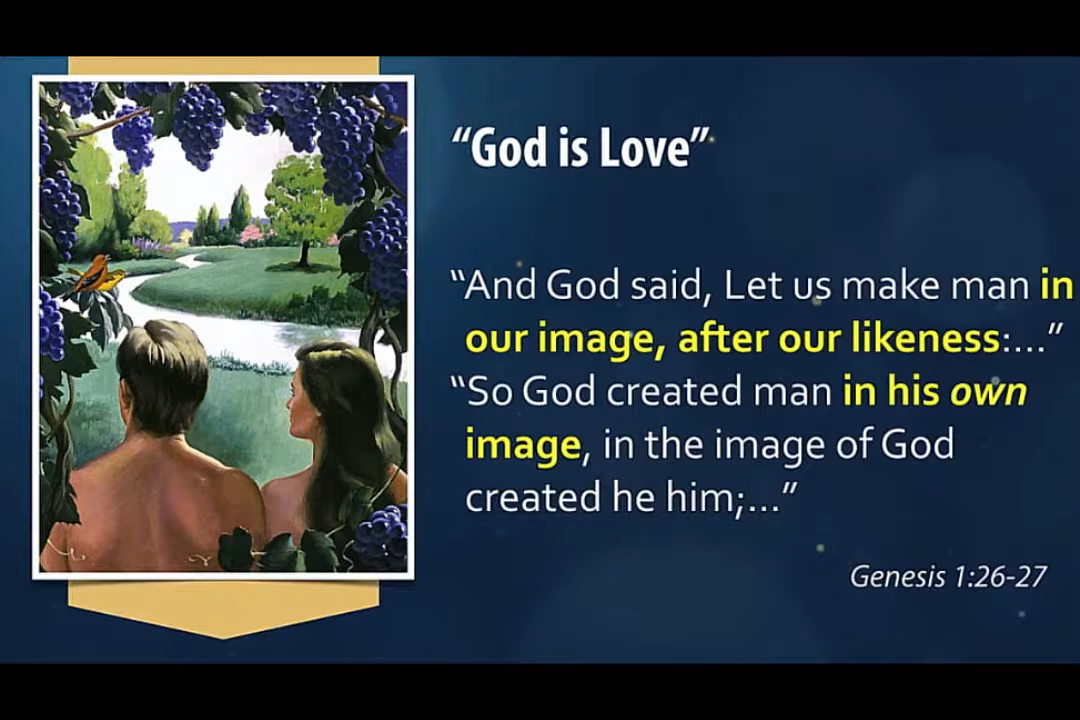 “God is Love”
“And God said, Let us make man in
our image, after our likeness:...”
“So God created man in his own
image, in the image of God
created he him;...”
Genesis 1:26-27